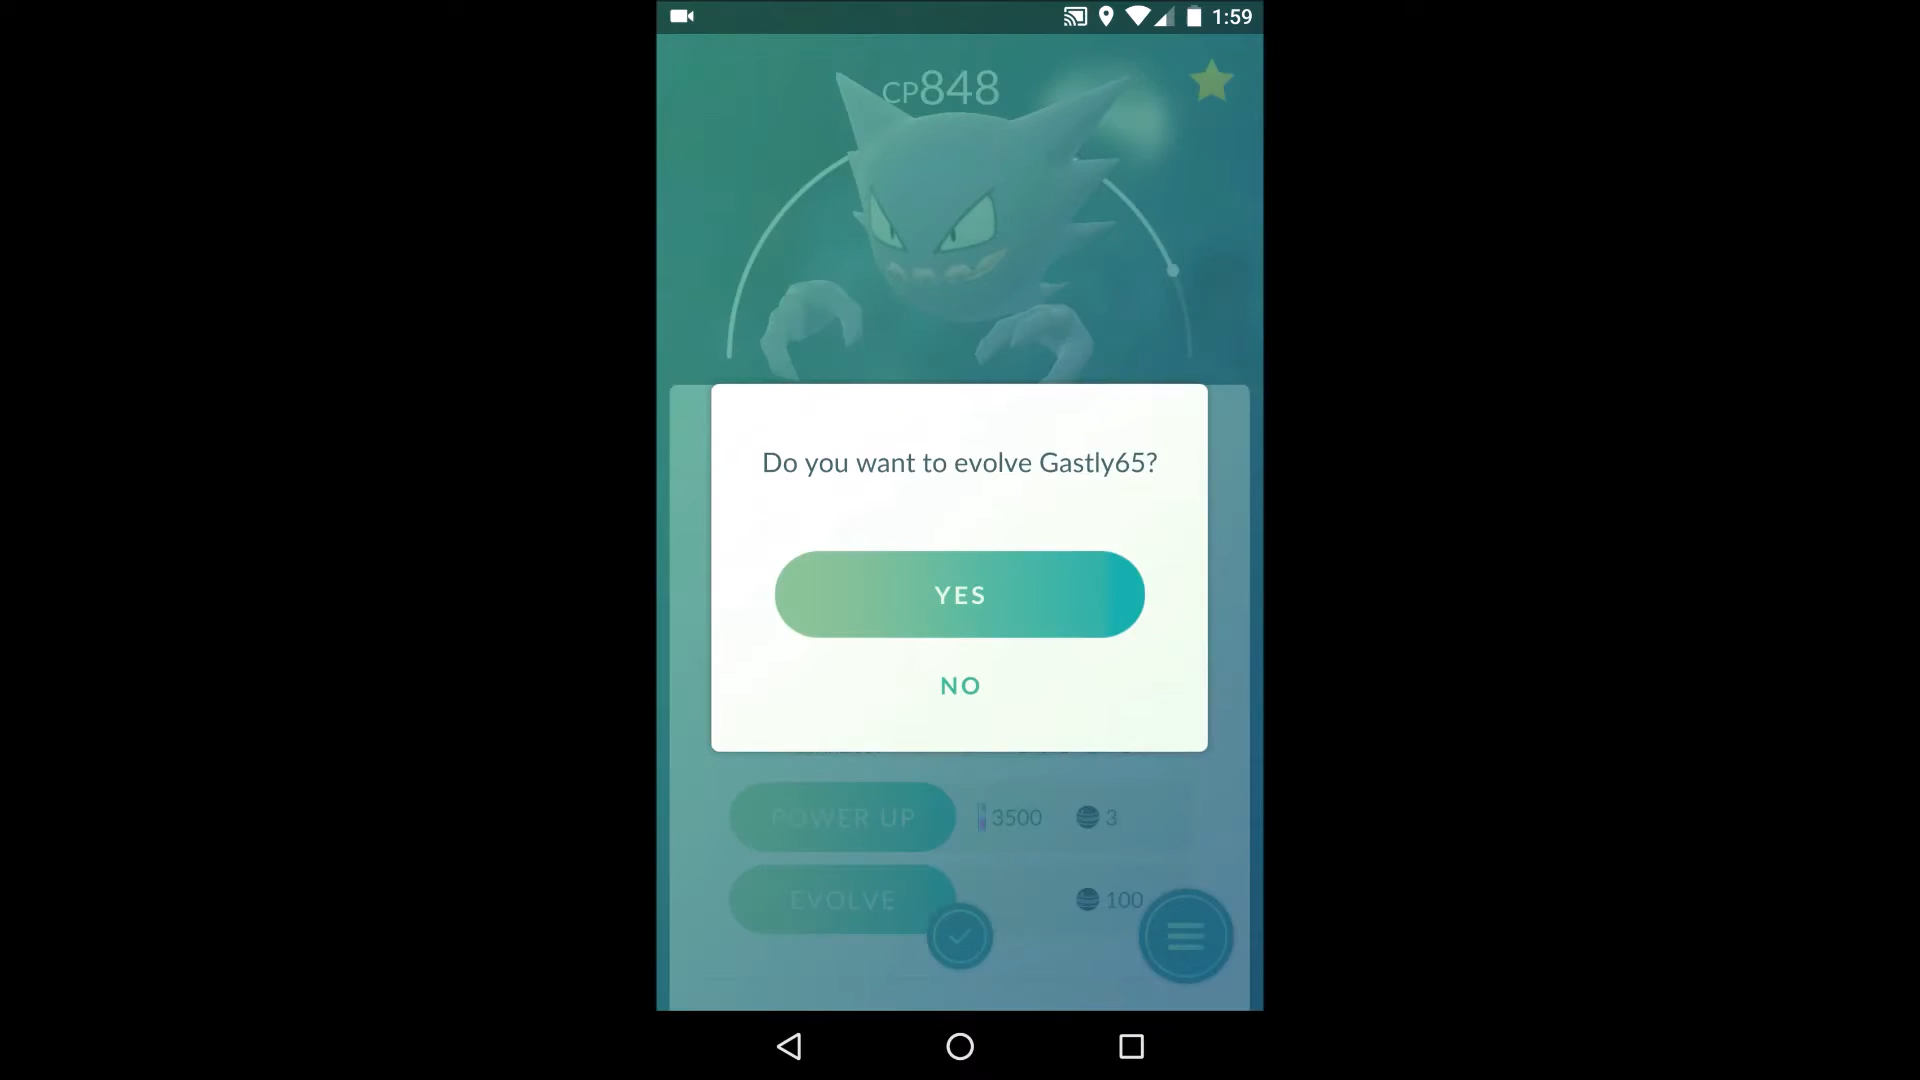 1:59
CP848
Do you want to evolve Gastly65?
YES
NO
POWER UP 3500 3
EVOLVE 100